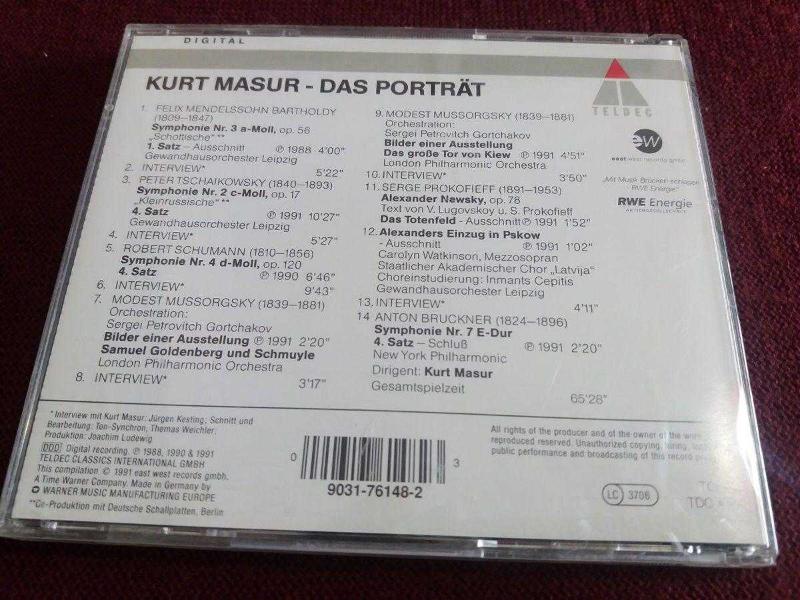 DIGITAL
KURT MASUR - DAS PORTRÄT
1. FELIX MENDELSSOHN BARTHOLDY
(1809–1847)
Symphonie Nr. 3 a-Moll, op. 56
„Schottische"**
1. Satz – Ausschnitt ℗ 1988 4'00"
Gewandhausorchester Leipzig
2. INTERVIEW* 5'22"
3. PETER TSCHAIKOWSKY (1840–1893)
Symphonie Nr. 2 c-Moll, op. 17
„Kleinrussische"**
4. Satz ℗ 1991 10'27"
Gewandhausorchester Leipzig
4. INTERVIEW* 5'27"
5. ROBERT SCHUMANN (1810–1856)
Symphonie Nr. 4 d-Moll, op. 120
4. Satz ℗ 1990 6'46"
6. INTERVIEW* 9'43"
7. MODEST MUSSORGSKY (1839–1881)
Orchestration:
Sergei Petrovitch Gortchakov
Bilder einer Ausstellung ℗ 1991 2'20"
Samuel Goldenberg und Schmuyle
London Philharmonic Orchestra
8. INTERVIEW* 3'17"
9. MODEST MUSSORGSKY (1839–1881)
Orchestration:
Sergei Petrovitch Gortchakov
Bilder einer Ausstellung
Das große Tor von Kiew ℗ 1991 4'51"
London Philharmonic Orchestra
10. INTERVIEW* 3'50"
11. SERGE PROKOFIEFF (1891–1953)
Alexander Newsky, op. 78
Text von V. Lugovskoy u. S. Prokofieff
Das Totenfeld - Ausschnitt ℗ 1991 1'52"
12. Alexanders Einzug in Pskow
- Ausschnitt ℗ 1991 1'02"
Carolyn Watkinson, Mezzosopran
Staatlicher Akademischer Chor „Latvija"
Choreinstudierung: Inmants Cepitis
Gewandhausorchester Leipzig
13. INTERVIEW* 4'11"
14 ANTON BRUCKNER (1824–1896)
Symphonie Nr. 7 E-Dur
4. Satz – Schluß ℗ 1991 2'20"
New York Philharmonic
Dirigent: Kurt Masur
Gesamtspielzeit 65'28"
TELDEC
ew
east west records gmbh
„Mit Musik Brücken schlagen
RWE Energie"
RWE Energie
AKTIENGESELLSCHAFT
* Interview mit Kurt Masur: Jürgen Kesting; Schnitt und
Bearbeitung: Ton-Synchron, Thomas Weichler;
Produktion: Joachim Ludewig
DDD Digital recording. ℗ 1988, 1990 & 1991
TELDEC CLASSICS INTERNATIONAL GMBH
This compilation ℗ 1991 east west records gmbh.
A Time Warner Company. Made in Germany by
WARNER MUSIC MANUFACTURING EUROPE
**Co-Produktion mit Deutsche Schallplatten, Berlin
0 3
9031-76148-2
All rights of the producer and of the owner of the work
reproduced reserved. Unauthorized copying, hiring,
public performance and broadcasting of this record
LC 3706